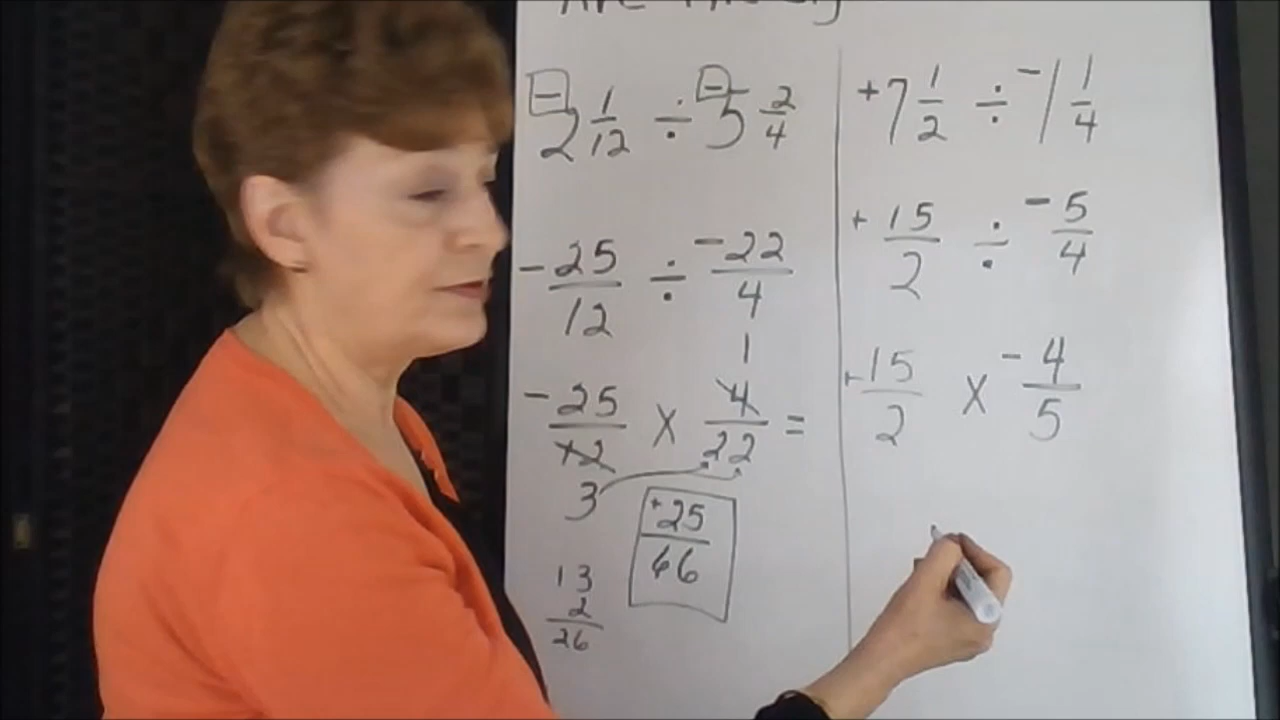 -2 1/12 ÷ -5 2/4
-25/12 ÷ -22/4
1
-25/12 X 4/22 =
3
+25/66
13
2
26
+7 1/2 ÷ -1 1/4
+15/2 ÷ -5/4
+15/2 X -4/5